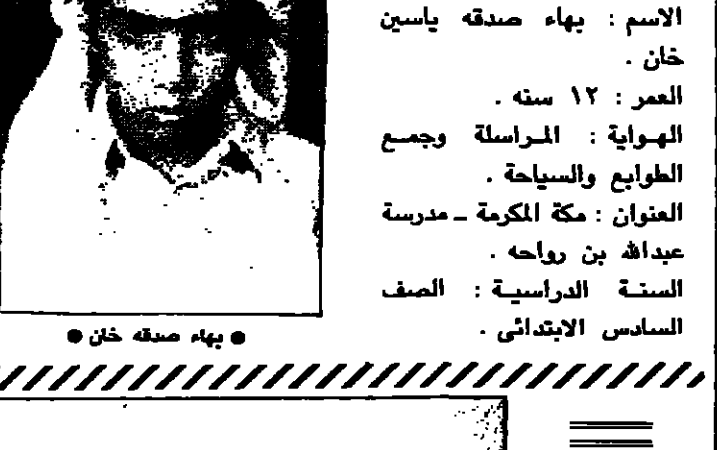 الاسم : بهاء صدقه ياسين
خان .
العمر : ١٢ سنه .
الهواية : المراسلة وجمع
الطوابع والسياحة .
العنوان : مكة المكرمة ـ مدرسة
عبدالله بن رواحه .
السنة الدراسية : الصف
السادس الابتدائى .
● بهاء صدقه خان ●